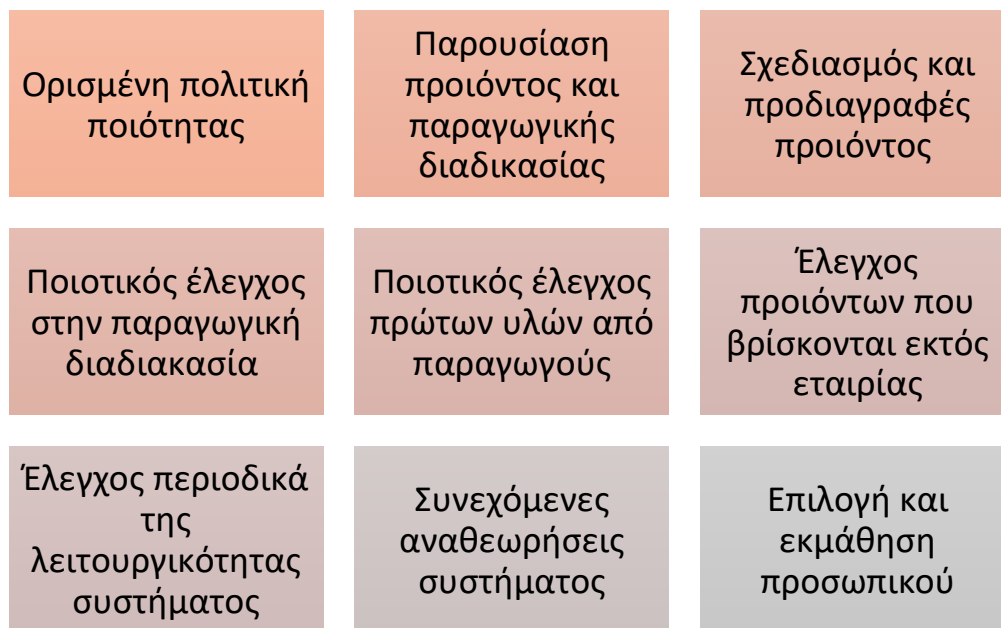 Ορισμένη πολιτική
ποιότητας
Παρουσίαση
προιόντος και
παραγωγικής
διαδικασίας
Σχεδιασμός και
προδιαγραφές
προιόντος
Ποιοτικός έλεγχος
στην παραγωγική
διαδιακασία
Ποιοτικός έλεγχος
πρώτων υλών από
παραγωγούς
Έλεγχος
προιόντων που
βρίσκονται εκτός
εταιρίας
Έλεγχος περιοδικά
της
λειτουργικότητας
συστήματος
Συνεχόμενες
αναθεωρήσεις
συστήματος
Επιλογή και
εκμάθηση
προσωπικού